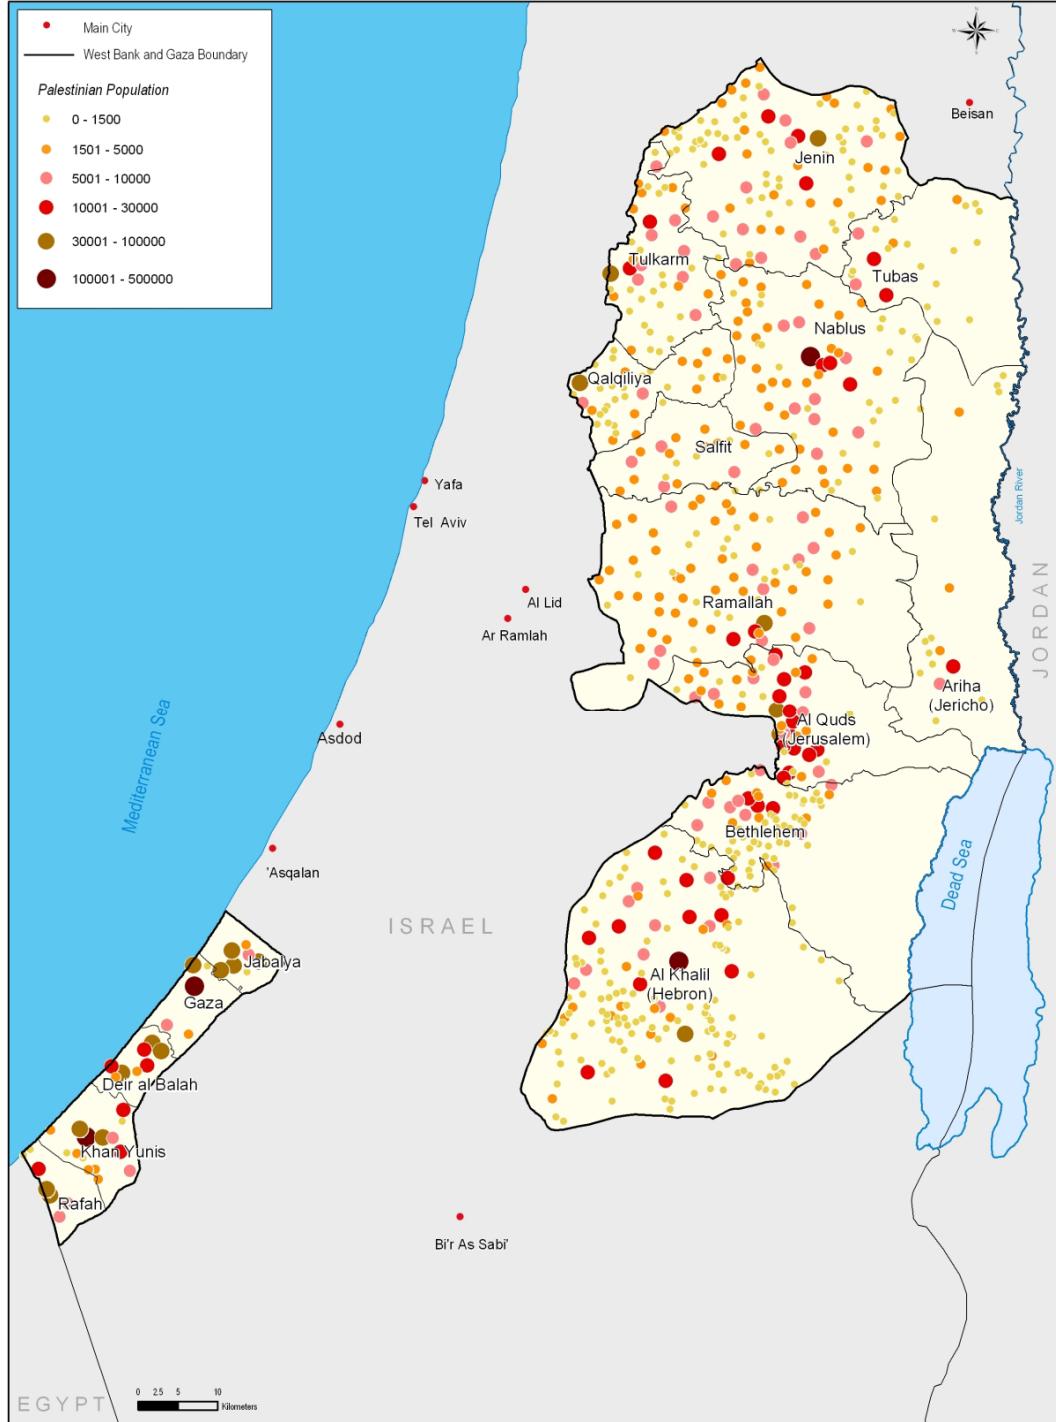 Main City
West Bank and Gaza Boundary
Palestinian Population
0 - 1500
1501 - 5000
5001 - 10000
10001 - 30000
30001 - 100000
100001 - 500000
Beisan
Jenin
Tulkarm
Tubas
Nablus
Qalqiliya
Salfit
Yafa
Tel Aviv
Jordan River
JORDAN
Al Lid
Ramallah
Ar Ramlah
Ariha
(Jericho)
Mediterranean Sea
Asdod
Al Quds
(Jerusalem)
Bethlehem
'Asqalan
Dead Sea
ISRAEL
Jabalya
Al Khalil
(Hebron)
Gaza
Deir al Balah
Khan Yunis
Rafah
Bi'r As Sabi'
EGYPT
0 2.5 5 10
Kilometers